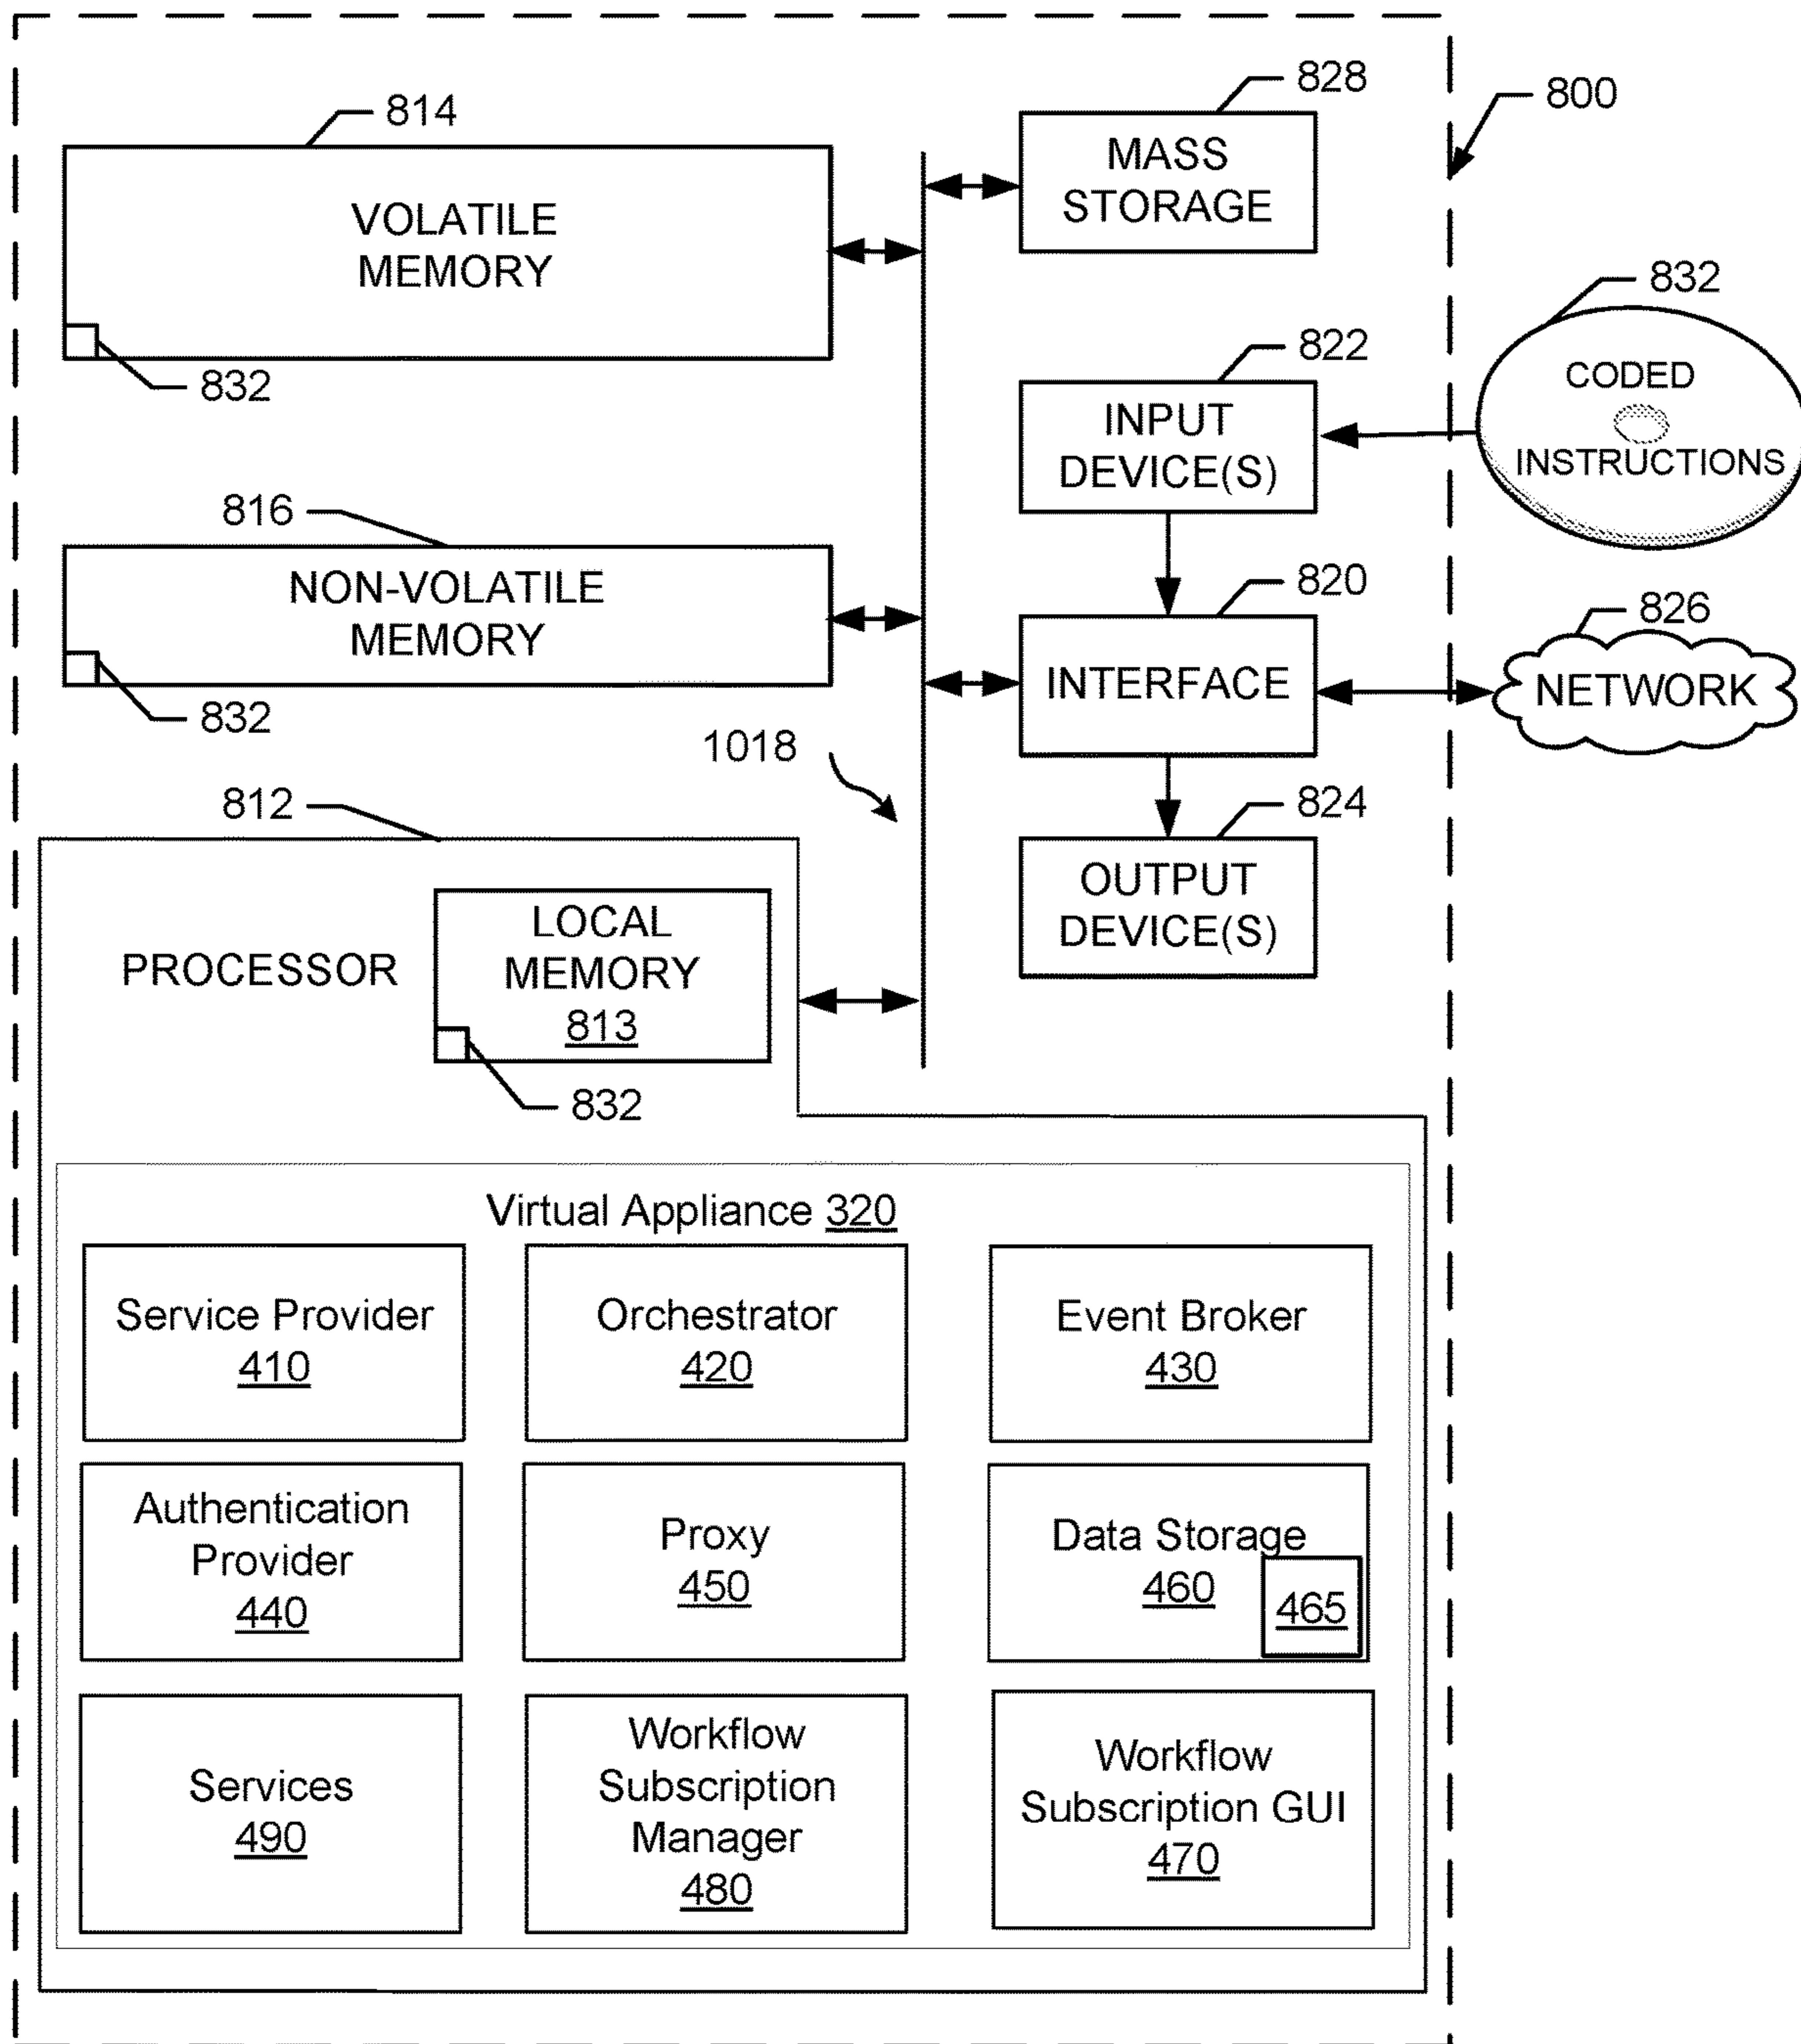 828
800
814
MASS
STORAGE
VOLATILE
MEMORY
832
832
822
CODED
INSTRUCTIONS
INPUT
DEVICE(S)
816
NON-VOLATILE
MEMORY
832
820
826
INTERFACE
NETWORK
1018
812
824
OUTPUT
DEVICE(S)
PROCESSOR
LOCAL
MEMORY
813
832
Virtual Appliance 320
Service Provider
410
Orchestrator
420
Event Broker
430
Authentication
Provider
440
Proxy
450
Data Storage
460
465
Services
490
Workflow
Subscription
Manager
480
Workflow
Subscription GUI
470